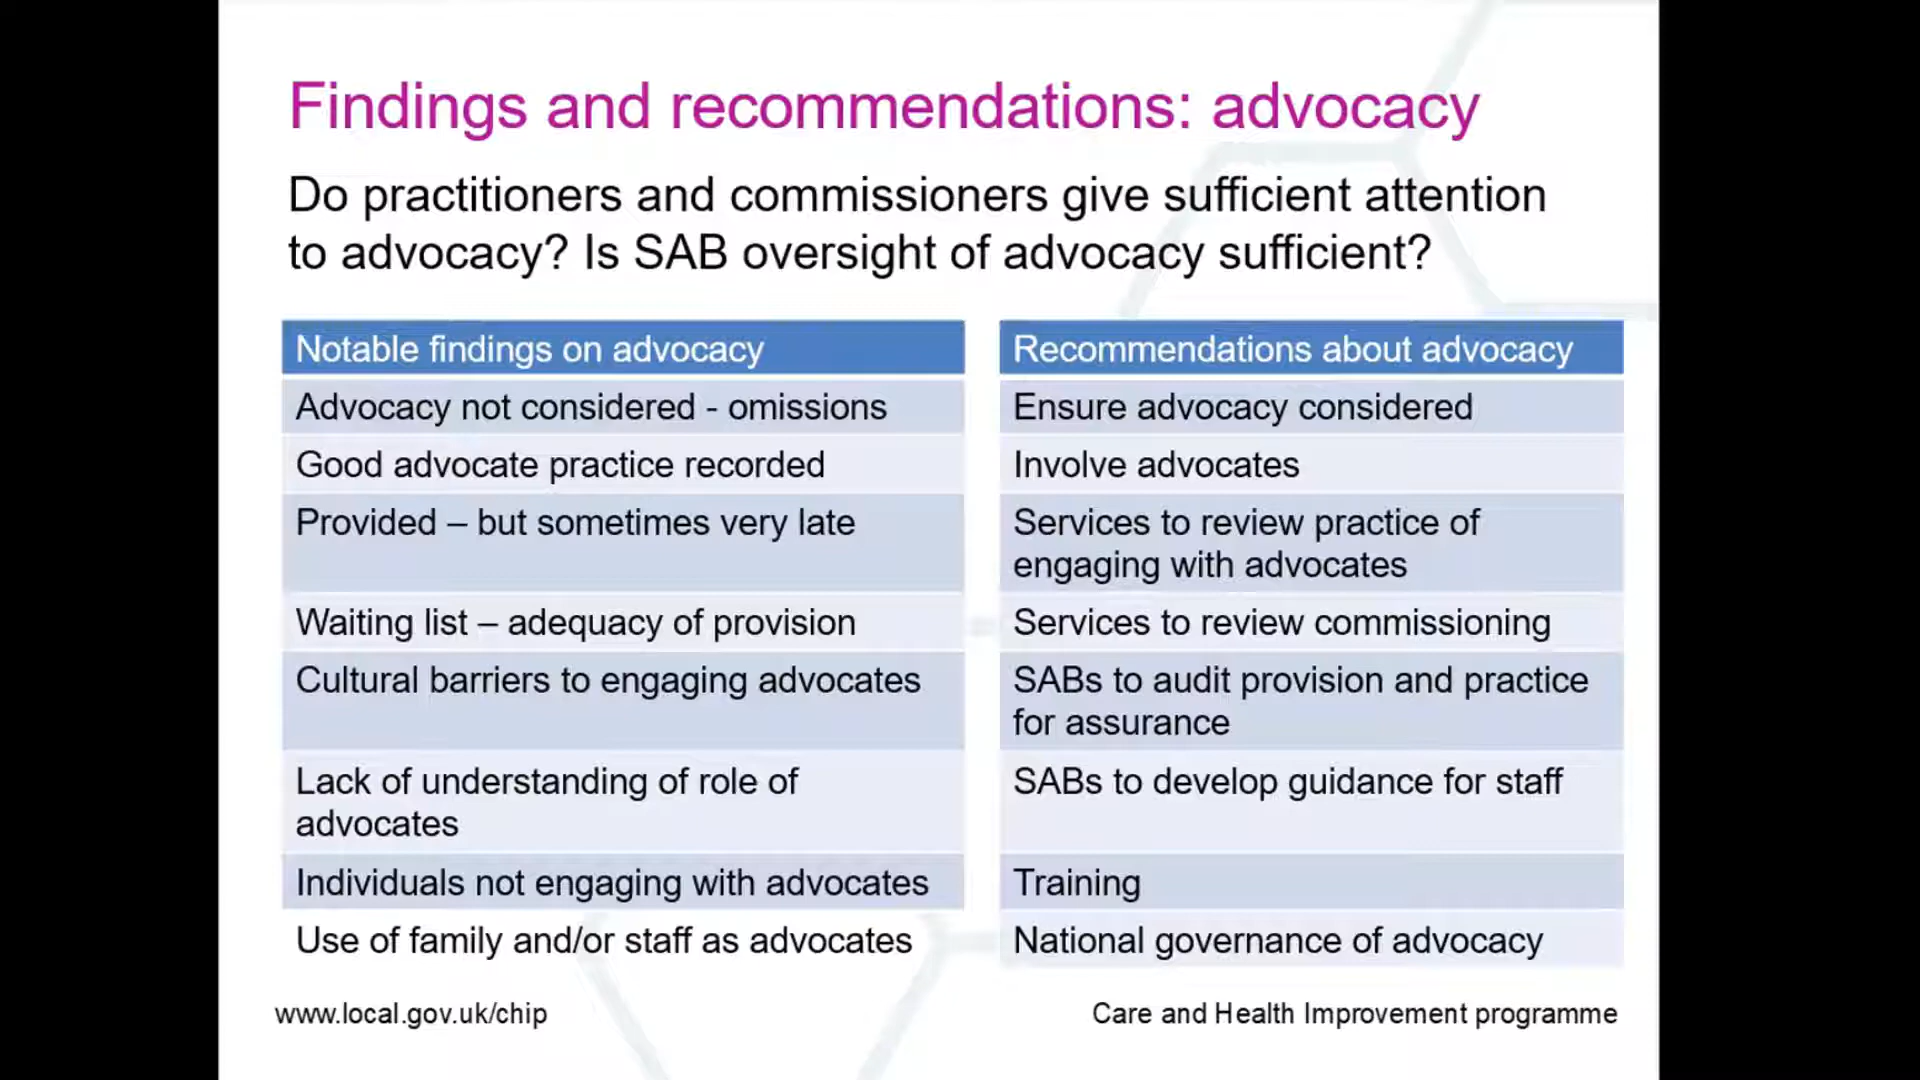 Findings and recommendations: advocacy
Do practitioners and commissioners give sufficient attention
to advocacy? Is SAB oversight of advocacy sufficient?
Notable findings on advocacy
Advocacy not considered - omissions
Good advocate practice recorded
Provided – but sometimes very late
Waiting list – adequacy of provision
Cultural barriers to engaging advocates
Lack of understanding of role of
advocates
Individuals not engaging with advocates
Use of family and/or staff as advocates
Recommendations about advocacy
Ensure advocacy considered
Involve advocates
Services to review practice of
engaging with advocates
Services to review commissioning
SABs to audit provision and practice
for assurance
SABs to develop guidance for staff
Training
National governance of advocacy
www.local.gov.uk/chip
Care and Health Improvement programme